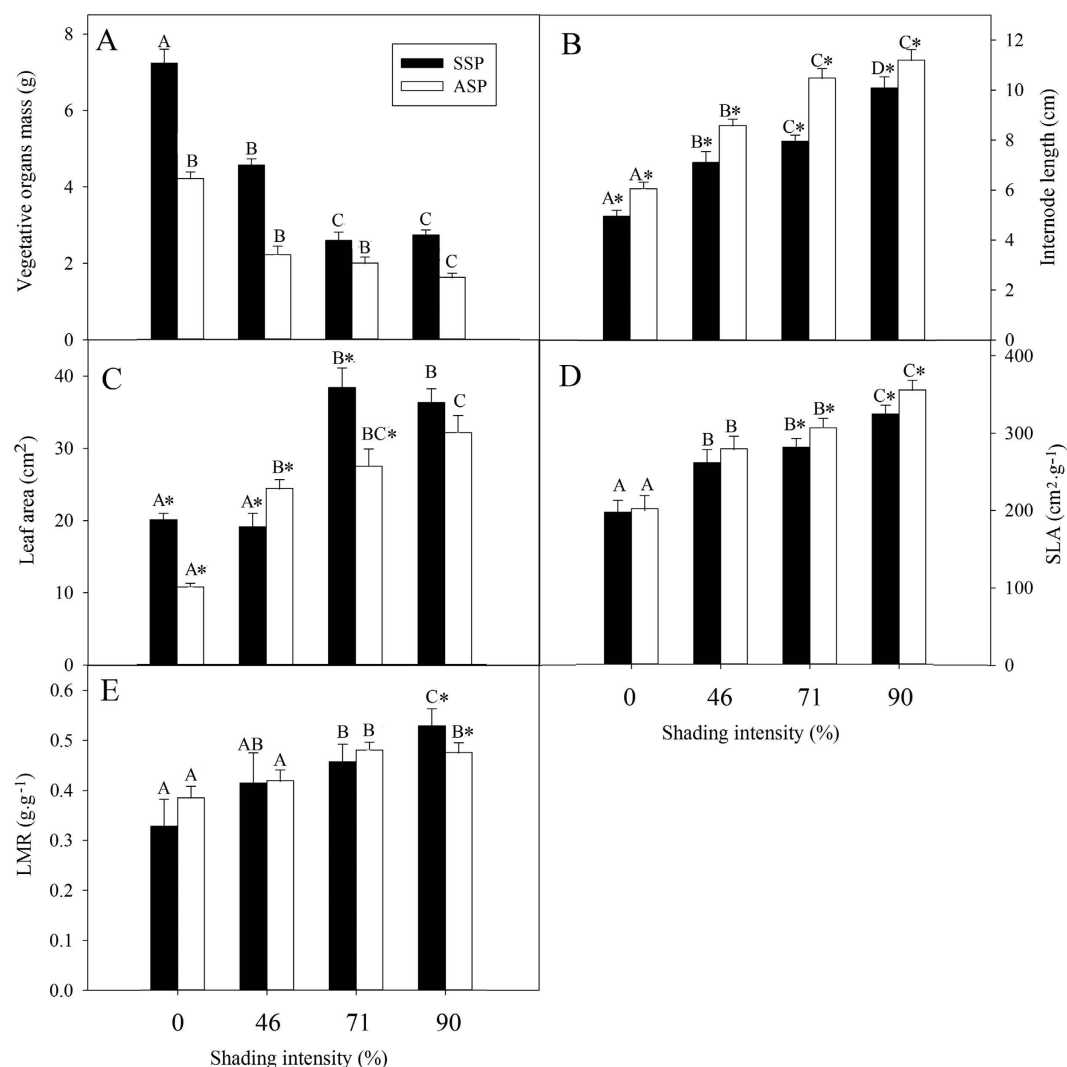 A
SSP
ASP
Vegetative organs mass (g)
8
6
4
2
0
A
B
B
B
C
B
C
C
B
Internode length (cm)
12
10
8
6
4
2
0
A*
A*
B*
B*
C*
C*
D*
C*
C
Leaf area (cm²)
40
30
20
10
0
A*
A*
A*
B*
B*
BC*
B
C
D
SLA (cm²·g⁻¹)
400
300
200
100
0
A
A
B
B
B*
B*
C*
C*
0
46
71
90
Shading intensity (%)
E
LMR (g·g⁻¹)
0.6
0.5
0.4
0.3
0.2
0.1
0.0
A
A
AB
A
B
B
C*
B*
0
46
71
90
Shading intensity (%)